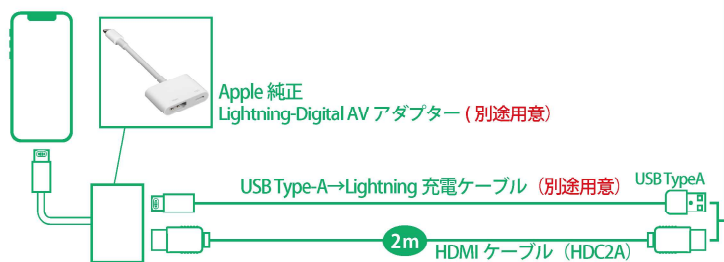 Apple 純正
Lightning-Digital AV アダプター ( 別途用意)
USB Type-A→Lightning 充電ケーブル（別途用意）
USB TypeA
2m
HDMI ケーブル（HDC2A）